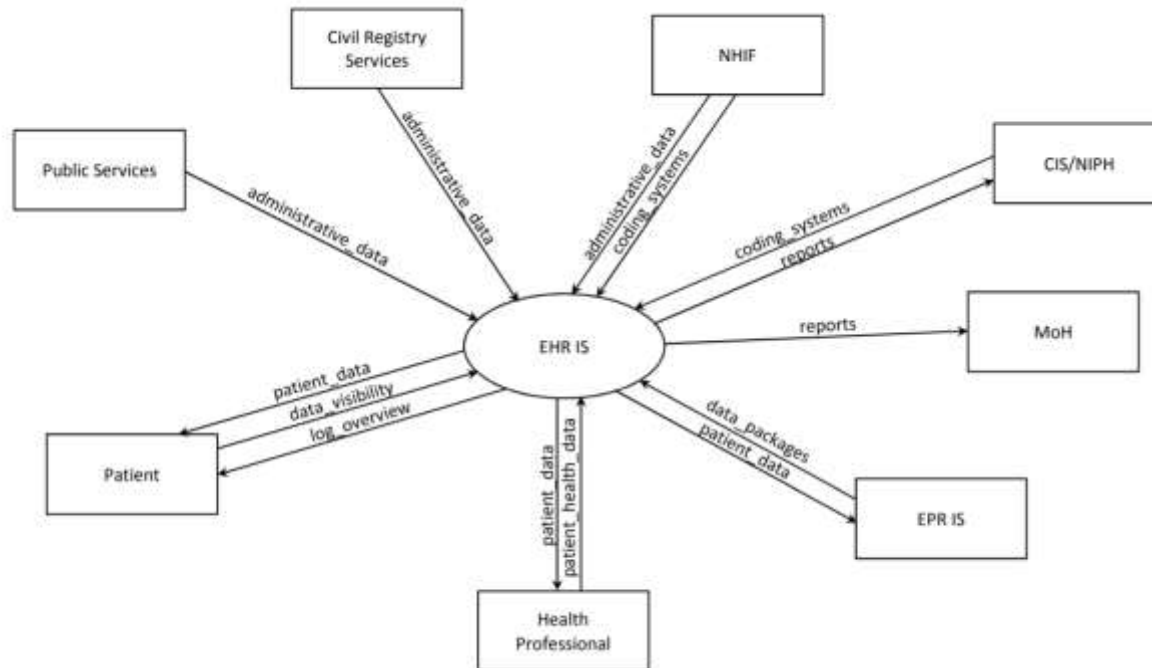 Civil Registry
Services
NHIF
Public Services
CIS/NIPH
administrative_data
administrative_data
administrative_data
coding_systems
coding_systems
reports
EHR IS
reports
MoH
patient_data
data_visibility
log_overview
Patient
patient_data
patient_health_data
data_packages
patient_data
EPR IS
Health
Professional